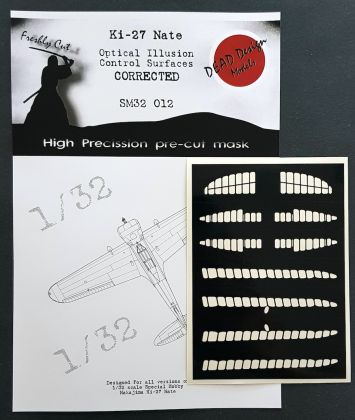 Freshly Cut
Ki-27 Nate
Optical Illusion
Control Surfaces
CORRECTED
SM32 012
DEAD Design
Models
High Precission pre-cut mask
1/32
1/32
Designed for all versions o
1/32 scale Special Hobby
Nakajima Ki-27 Nate